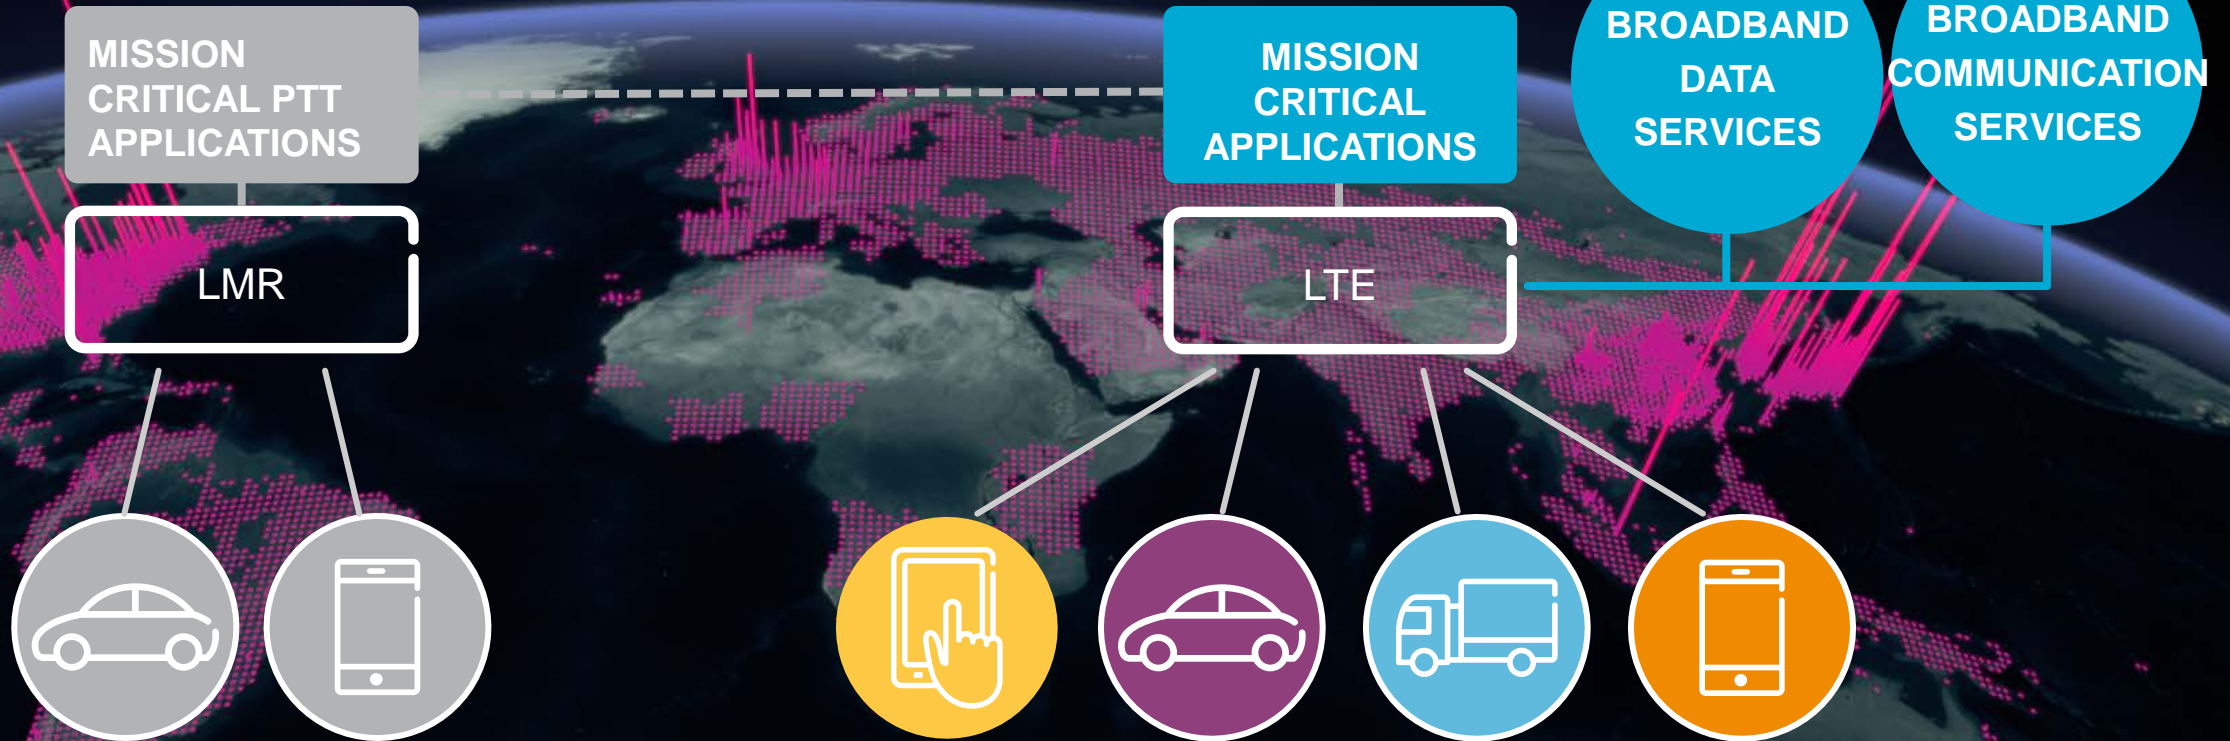 MISSION
CRITICAL PTT
APPLICATIONS
LMR
MISSION
CRITICAL
APPLICATIONS
LTE
BROADBAND
DATA
SERVICES
BROADBAND
COMMUNICATION
SERVICES